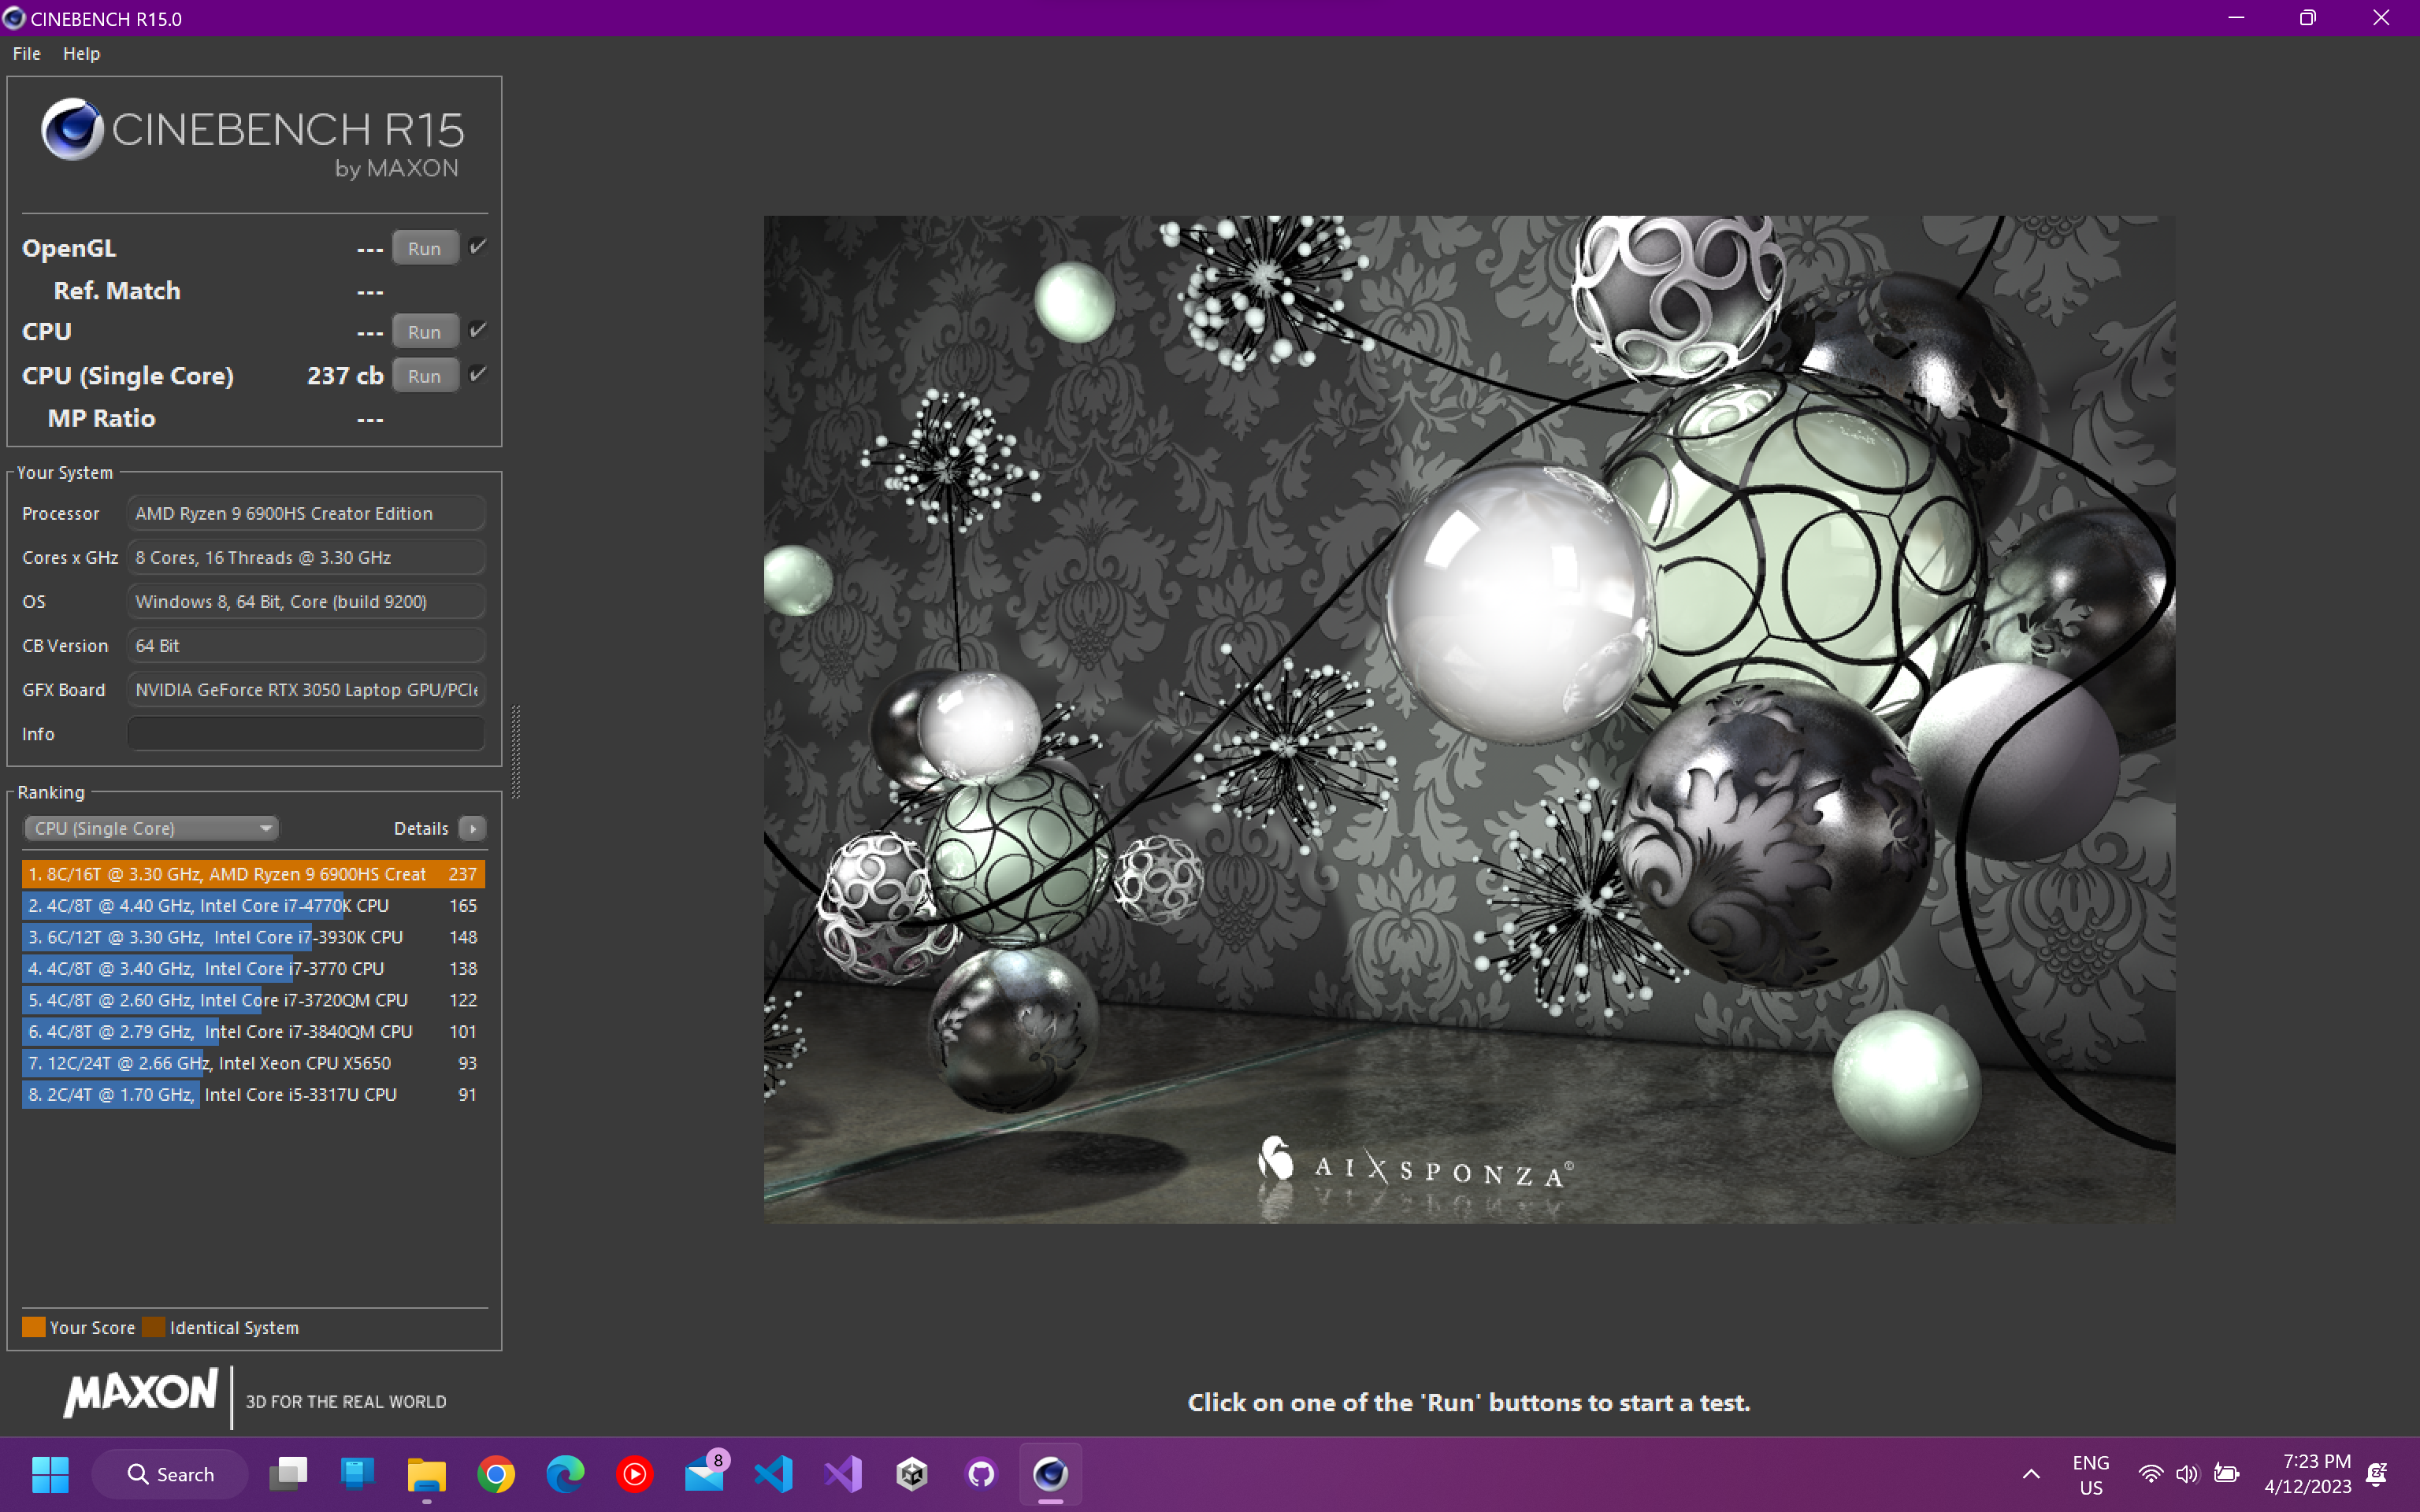 CINEBENCH R15.0
File Help
CINEBENCH R15
by MAXON
OpenGL --- Run
Ref. Match ---
CPU --- Run
CPU (Single Core) 237 cb Run
MP Ratio ---
Your System
Processor AMD Ryzen 9 6900HS Creator Edition
Cores x GHz 8 Cores, 16 Threads @ 3.30 GHz
OS Windows 8, 64 Bit, Core (build 9200)
CB Version 64 Bit
GFX Board NVIDIA GeForce RTX 3050 Laptop GPU/PCIe
Info
Ranking
CPU (Single Core) Details
1. 8C/16T @ 3.30 GHz, AMD Ryzen 9 6900HS Creat 237
2. 4C/8T @ 4.40 GHz, Intel Core i7-4770K CPU 165
3. 6C/12T @ 3.30 GHz, Intel Core i7-3930K CPU 148
4. 4C/8T @ 3.40 GHz, Intel Core i7-3770 CPU 138
5. 4C/8T @ 2.60 GHz, Intel Core i7-3720QM CPU 122
6. 4C/8T @ 2.79 GHz, Intel Core i7-3840QM CPU 101
7. 12C/24T @ 2.66 GHz, Intel Xeon CPU X5650 93
8. 2C/4T @ 1.70 GHz, Intel Core i5-3317U CPU 91
Your Score Identical System
MAXON 3D FOR THE REAL WORLD
AIXSPONZA®
Click on one of the 'Run' buttons to start a test.
Search
8
ENG
US
7:23 PM
4/12/2023